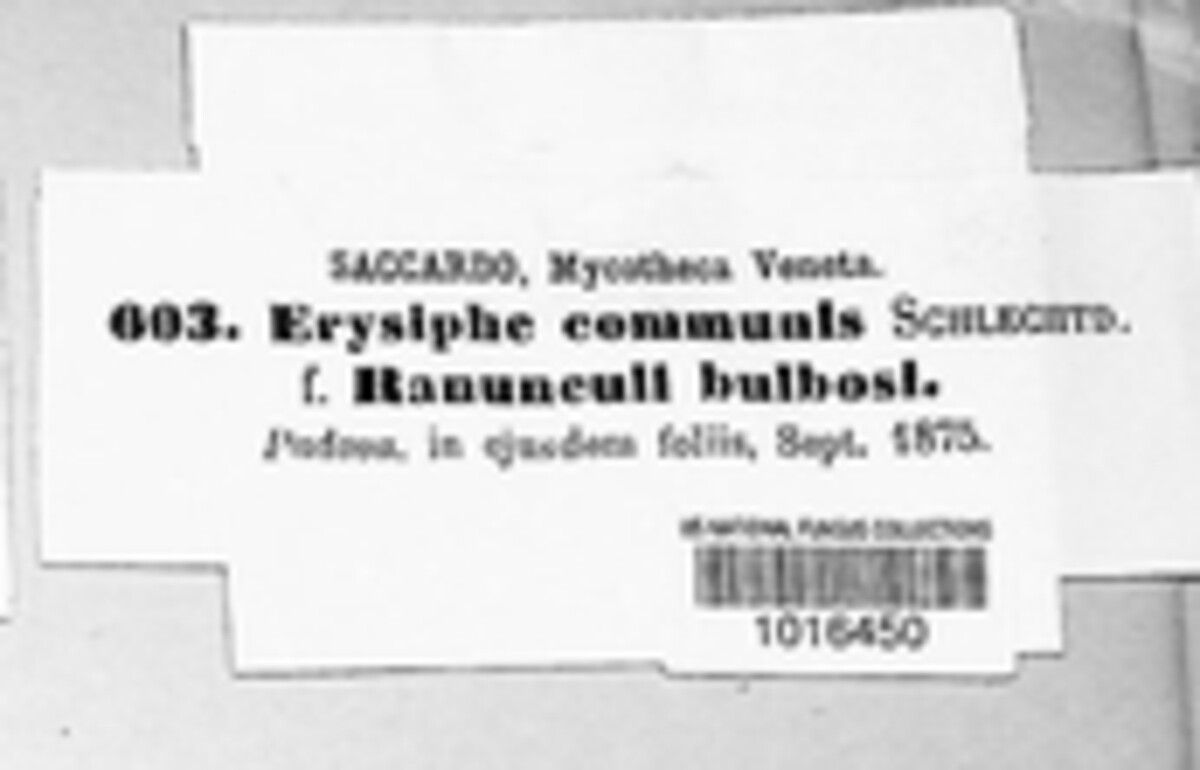 SACCARDO, Mycotheca Veneta.
603. Erysiphe communis SCHLECHTD.
f. Ranunculi bulbosi.
Padova, in ejusdem foliis, Sept. 1875.
US NATIONAL FUNGUS COLLECTIONS
1016450